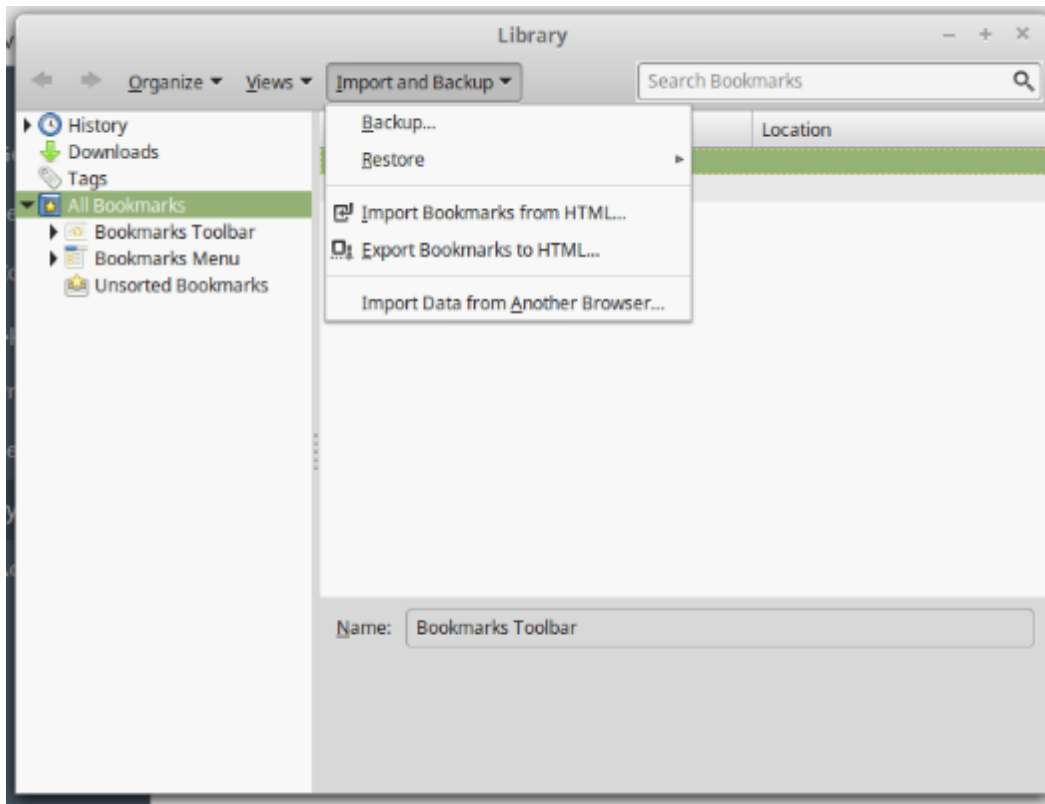 Library
Organize Views Import and Backup Search Bookmarks
History
Downloads
Tags
All Bookmarks
Bookmarks Toolbar
Bookmarks Menu
Unsorted Bookmarks
Backup...
Restore
Import Bookmarks from HTML...
Export Bookmarks to HTML...
Import Data from Another Browser...
Location
Name: Bookmarks Toolbar